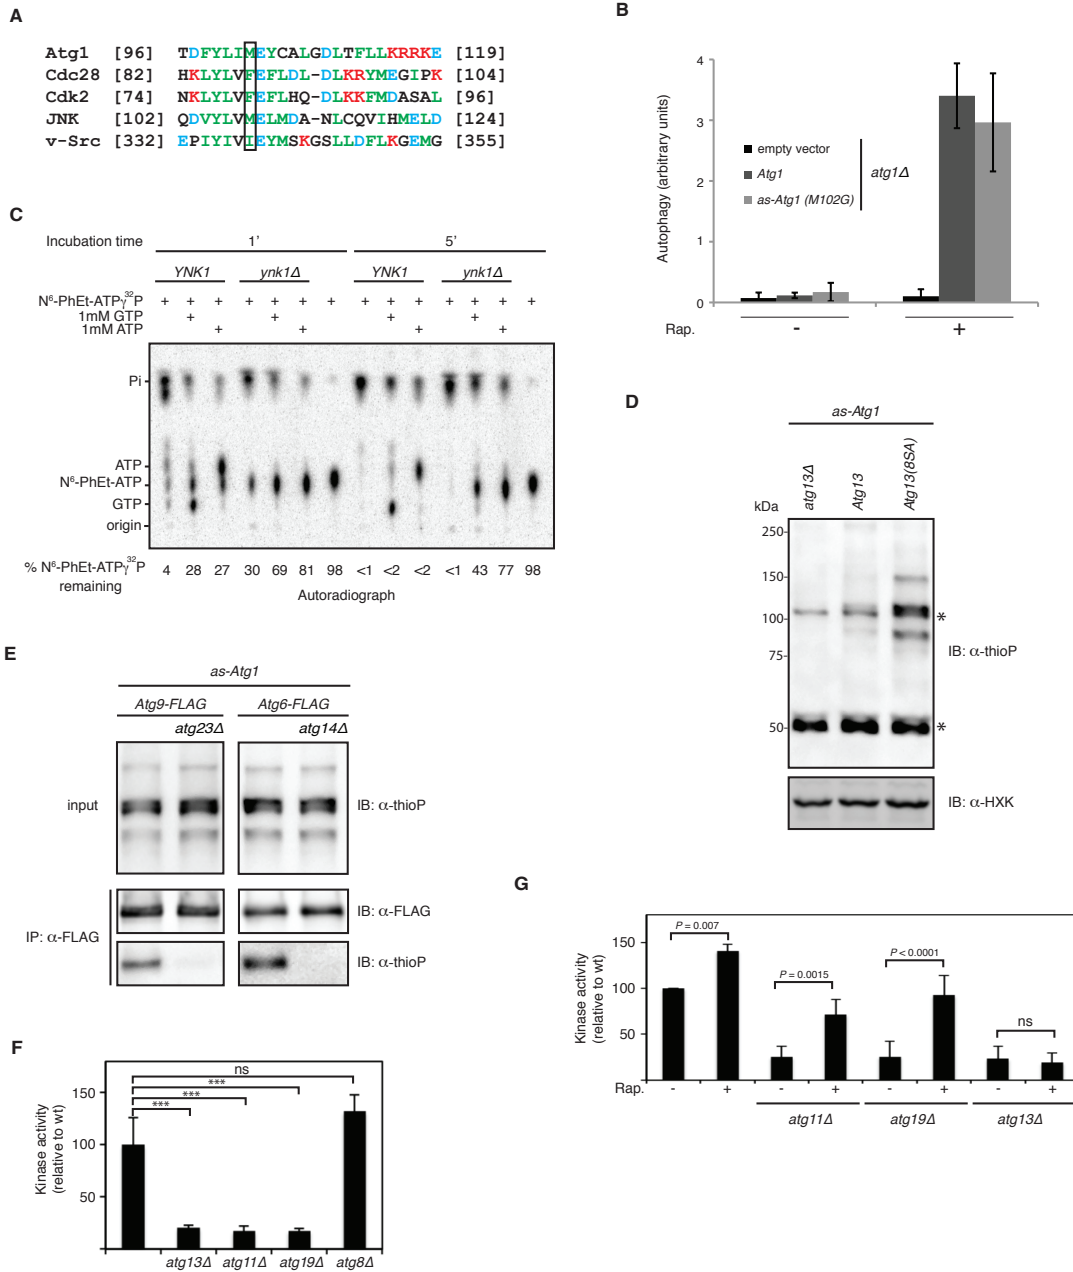 A
Atg1 [96] TDFYLIMEYCALGDLTFLLKRRKE [119]
Cdc28 [82] HKLYLVFEFLDL-DLKRYMEGIPK [104]
Cdk2 [74] NKLYLVFEFLHQ-DLKKFMDASAL [96]
JNK [102] QDVYLVMELMDA-NLCQVIHMELD [124]
v-Src [332] EPIYIVIEYMSKGSLLDFLKGEMG [355]
B
Autophagy (arbitrary units)
4
3
2
1
0
empty vector
Atg1
as-Atg1 (M102G)
atg1Δ
Rap. - +
C
Incubation time 1' 5'
YNK1 ynk1Δ YNK1 ynk1Δ
N⁶-PhEt-ATPγ³²P + + + + + + + + + + + + + +
1mM GTP + + + +
1mM ATP + + + +
Pi
ATP
N⁶-PhEt-ATP
GTP
origin
% N⁶-PhEt-ATPγ³²P remaining 4 28 27 30 69 81 98 <1 <2 <2 <1 43 77 98
Autoradiograph
D
as-Atg1
atg13Δ Atg13 Atg13(8SA)
kDa
250
150
100
75
50
*
*
IB: α-thioP
IB: α-HXK
E
as-Atg1
Atg9-FLAG Atg6-FLAG
atg23Δ atg14Δ
input IB: α-thioP
IP: α-FLAG
IB: α-FLAG
IB: α-thioP
F
Kinase activity
(relative to wt)
150
100
50
ns
***
***
***
atg13Δ atg11Δ atg19Δ atg8Δ
G
Kinase activity
(relative to wt)
150
100
50
P = 0.007
P = 0.0015
P < 0.0001
ns
Rap. - + - + - + - +
atg11Δ atg19Δ atg13Δ